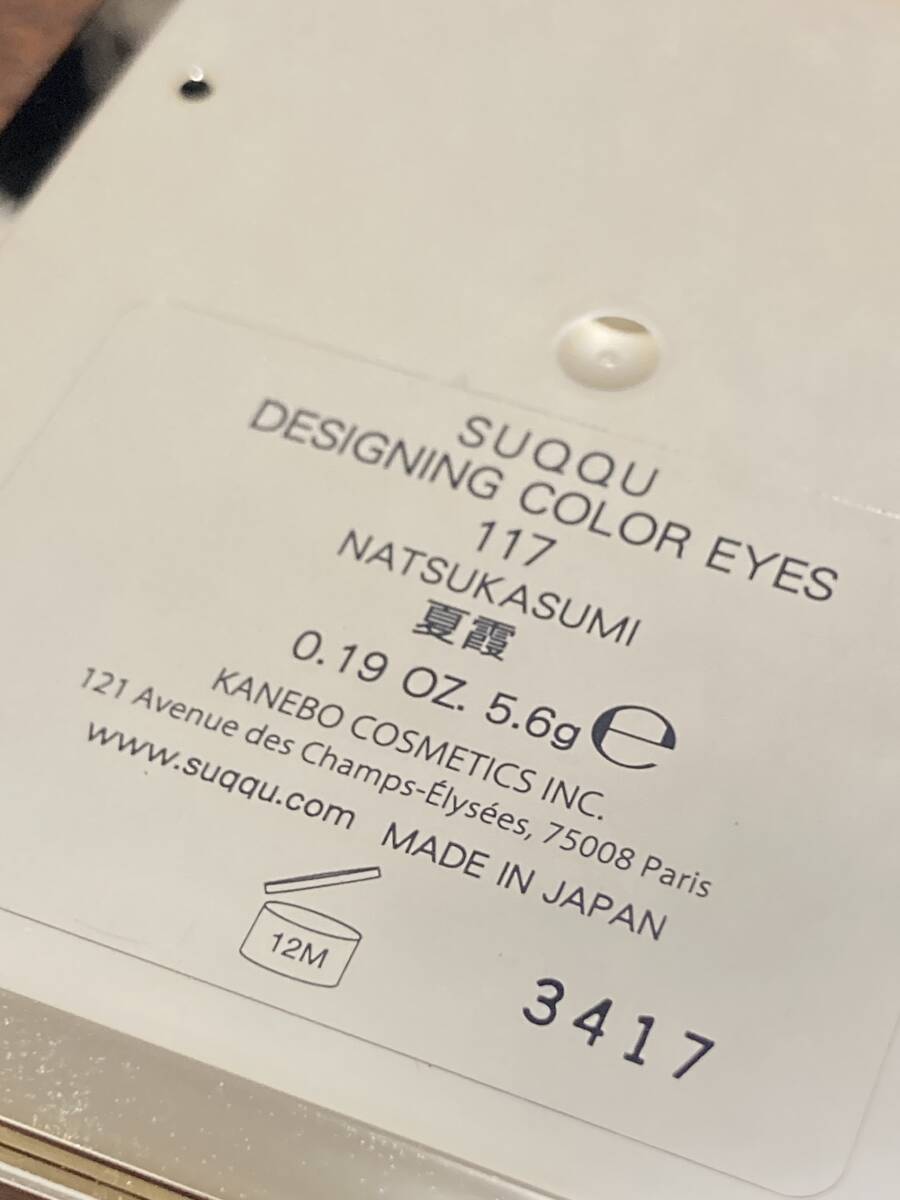 SUQQU
DESIGNING COLOR EYES
117
NATSUKASUMI
夏霞
0.19 OZ. 5.6g ℮
KANEBO COSMETICS INC.
121 Avenue des Champs-Élysées, 75008 Paris
www.suqqu.com MADE IN JAPAN
12M
3417